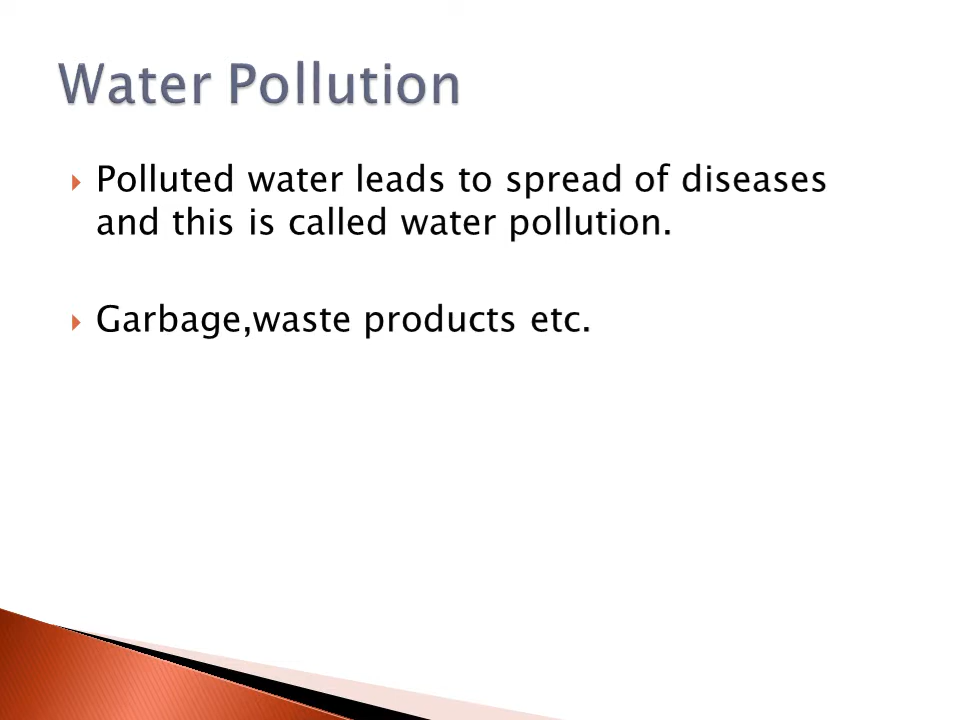 Water Pollution
Polluted water leads to spread of diseases
and this is called water pollution.
Garbage,waste products etc.